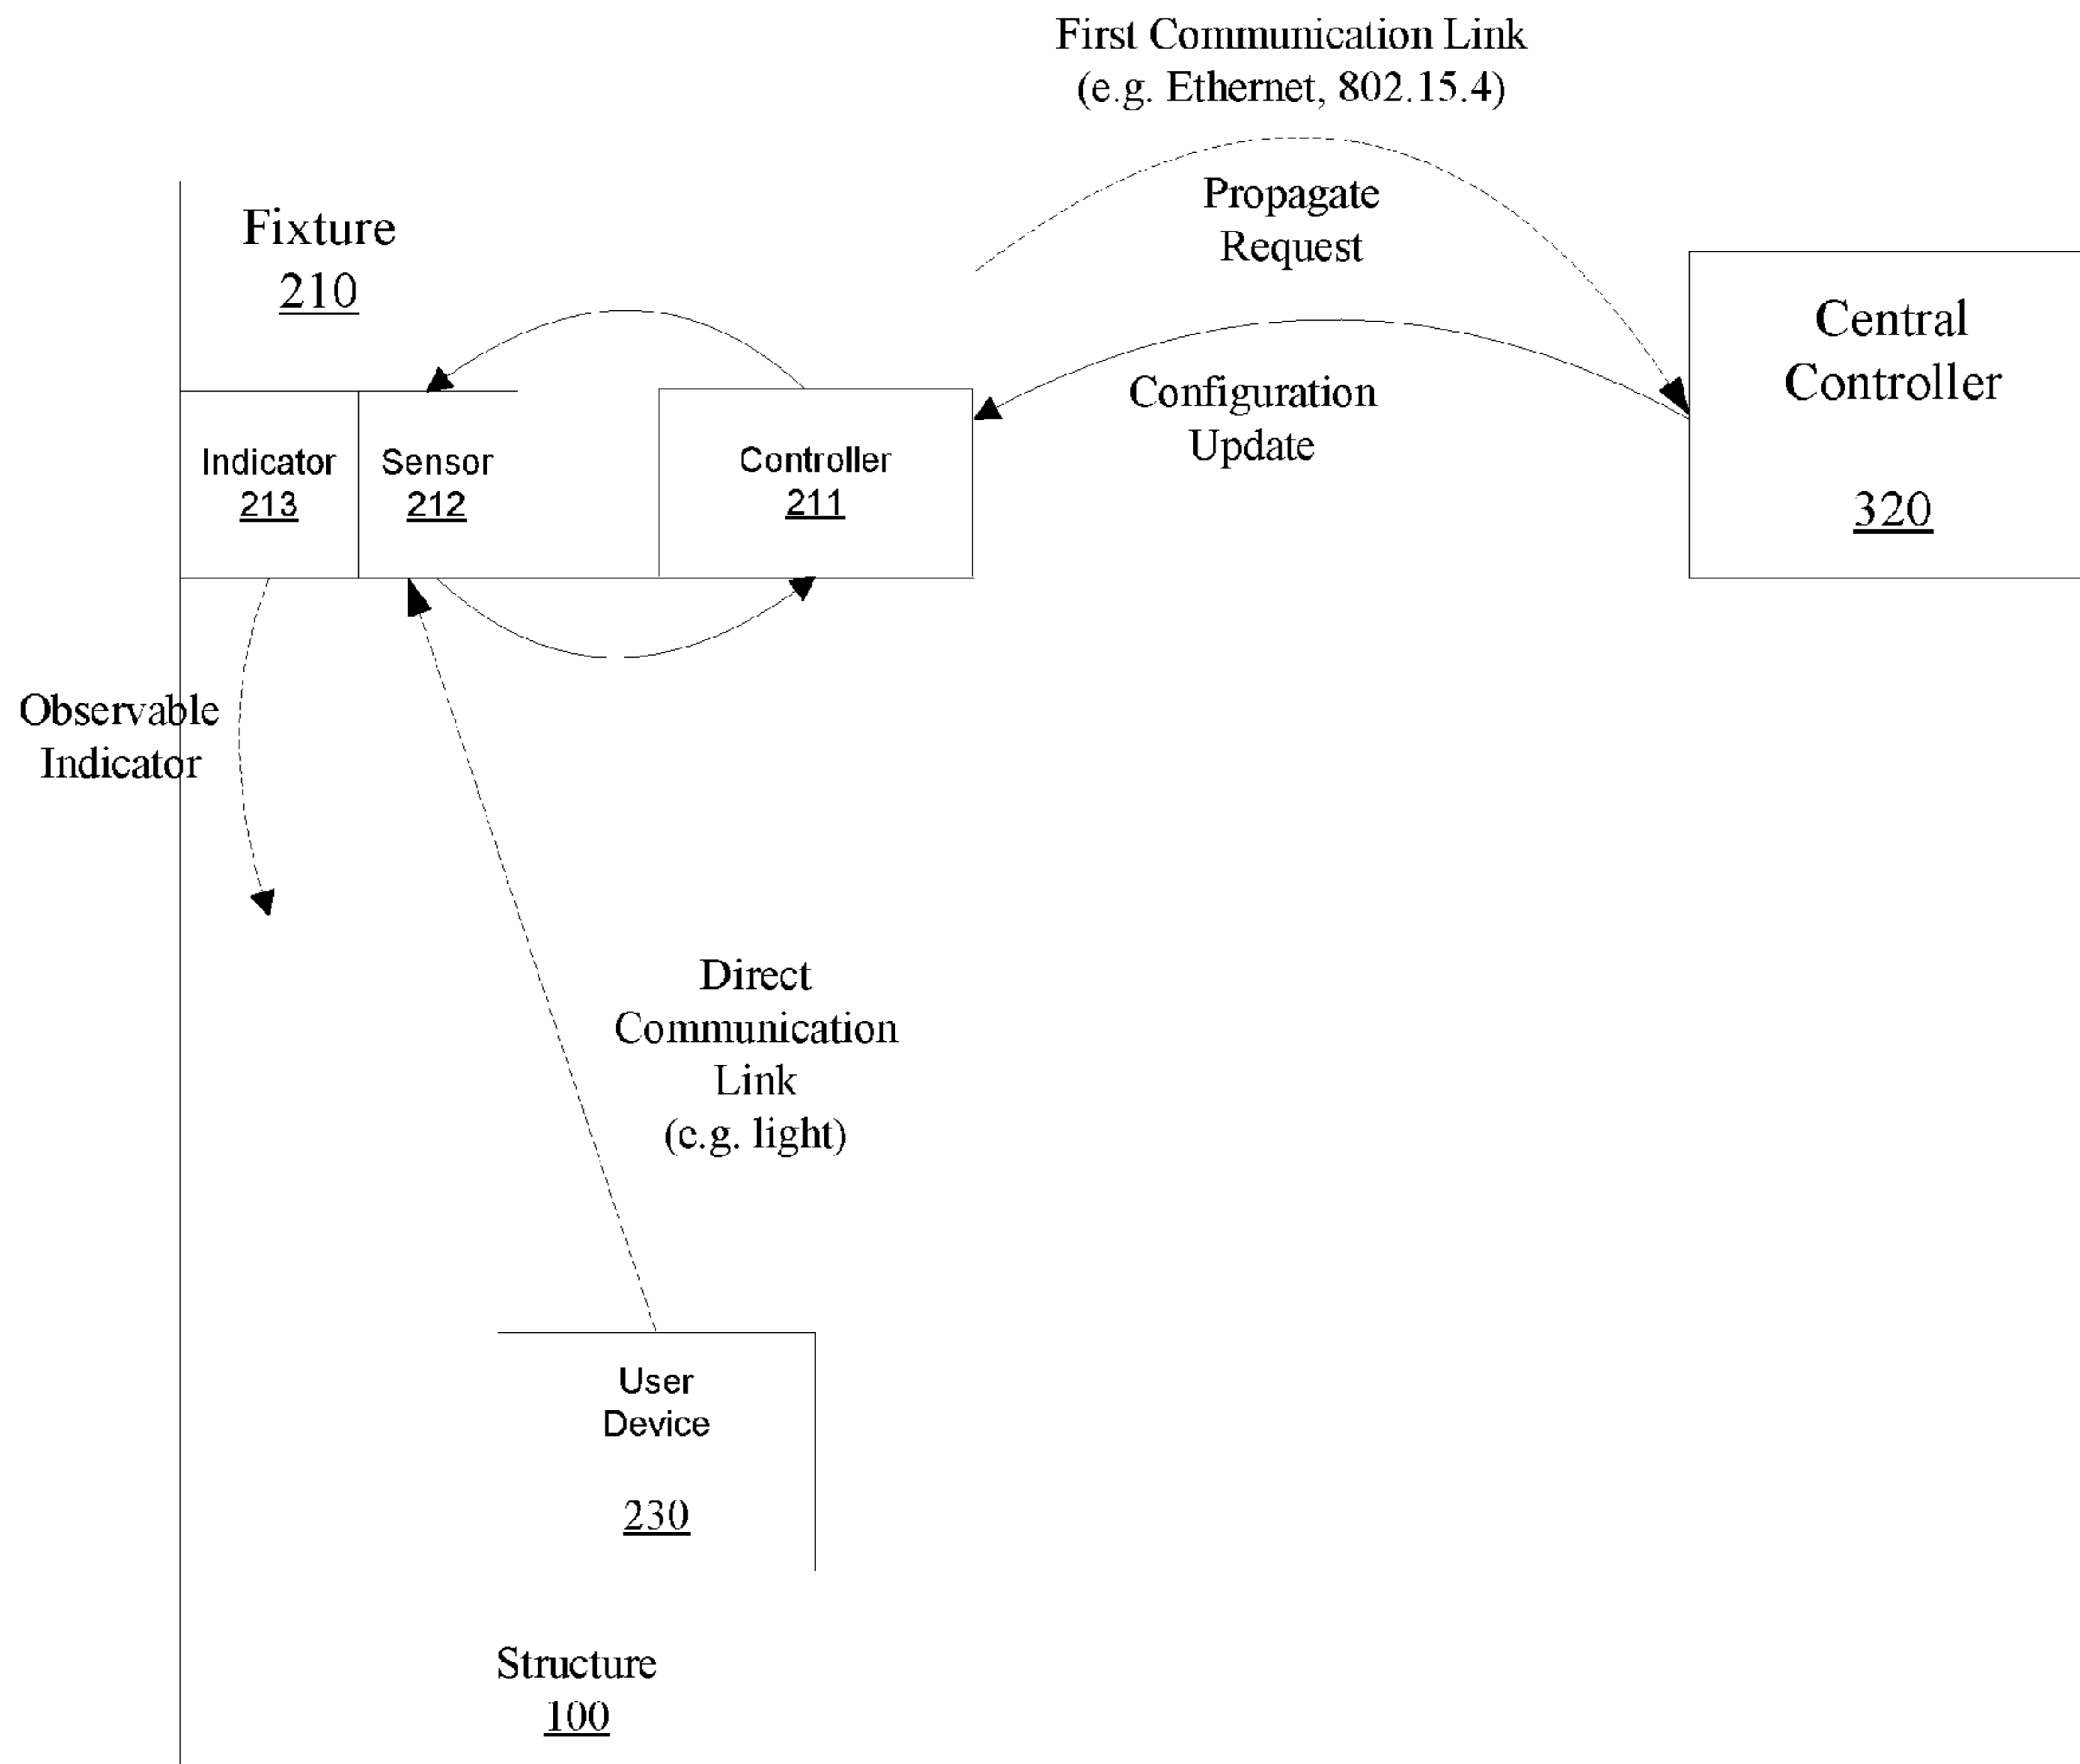 First Communication Link
(e.g. Ethernet, 802.15.4)
Propagate
Request
Fixture
210
Central
Controller
320
Configuration
Update
Indicator
213
Sensor
212
Controller
211
Observable
Indicator
Direct
Communication
Link
(e.g. light)
User
Device
230
Structure
100